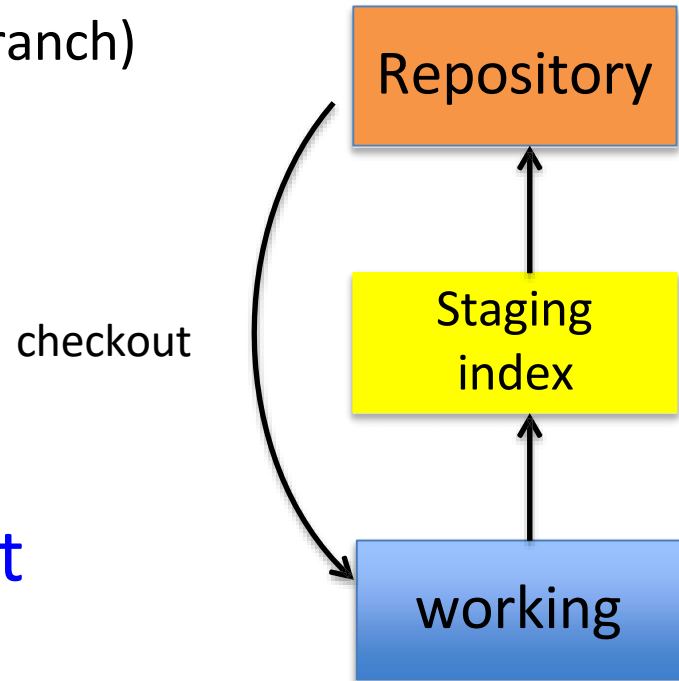 ranch)
Repository
Staging
index
checkout
t
working